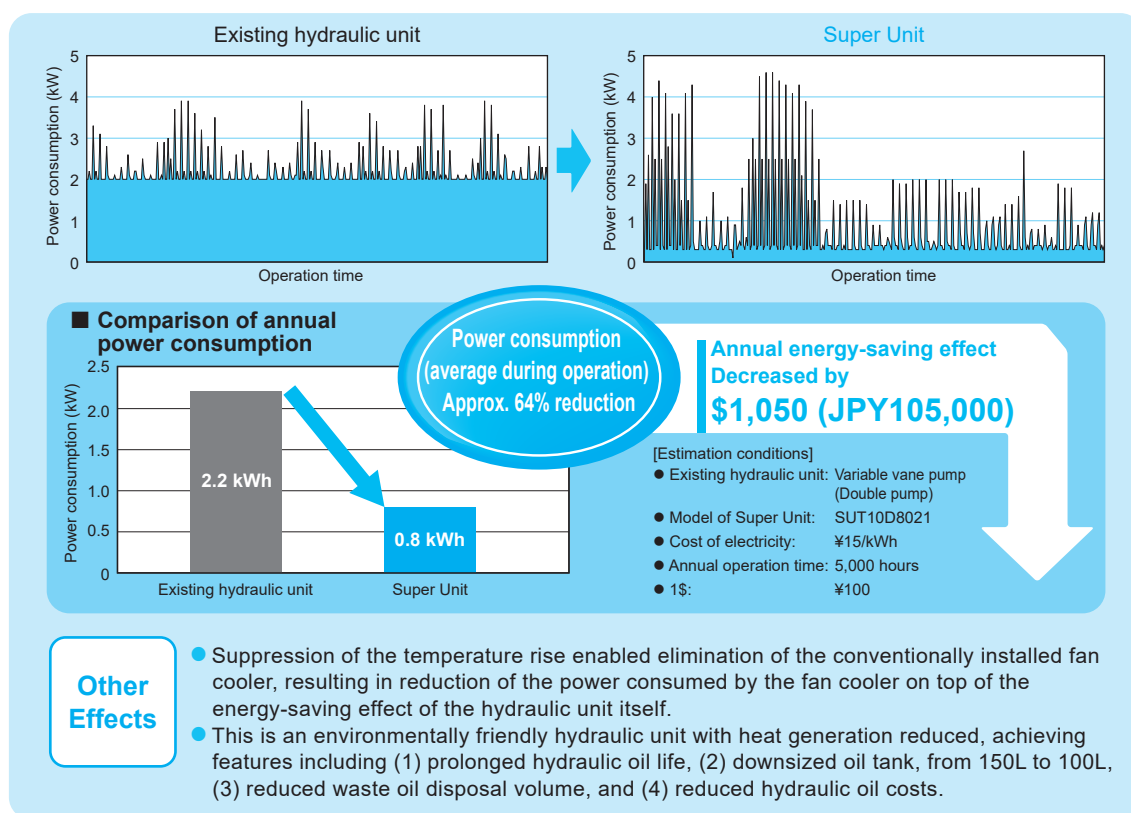 Existing hydraulic unit
Power consumption (kW)
5
4
3
2
1
0
Operation time
Super Unit
Power consumption (kW)
5
4
3
2
1
0
Operation time
■ Comparison of annual
power consumption
Power consumption (kW)
2.5
2.0
1.5
1.0
0.5
0
2.2 kWh
0.8 kWh
Existing hydraulic unit
Super Unit
Power consumption
(average during operation)
Approx. 64% reduction
Annual energy-saving effect
Decreased by
$1,050 (JPY105,000)
[Estimation conditions]
● Existing hydraulic unit: Variable vane pump
(Double pump)
● Model of Super Unit: SUT10D8021
● Cost of electricity: ¥15/kWh
● Annual operation time: 5,000 hours
● 1$: ¥100
Other
Effects
● Suppression of the temperature rise enabled elimination of the conventionally installed fan
cooler, resulting in reduction of the power consumed by the fan cooler on top of the
energy-saving effect of the hydraulic unit itself.
● This is an environmentally friendly hydraulic unit with heat generation reduced, achieving
features including (1) prolonged hydraulic oil life, (2) downsized oil tank, from 150L to 100L,
(3) reduced waste oil disposal volume, and (4) reduced hydraulic oil costs.